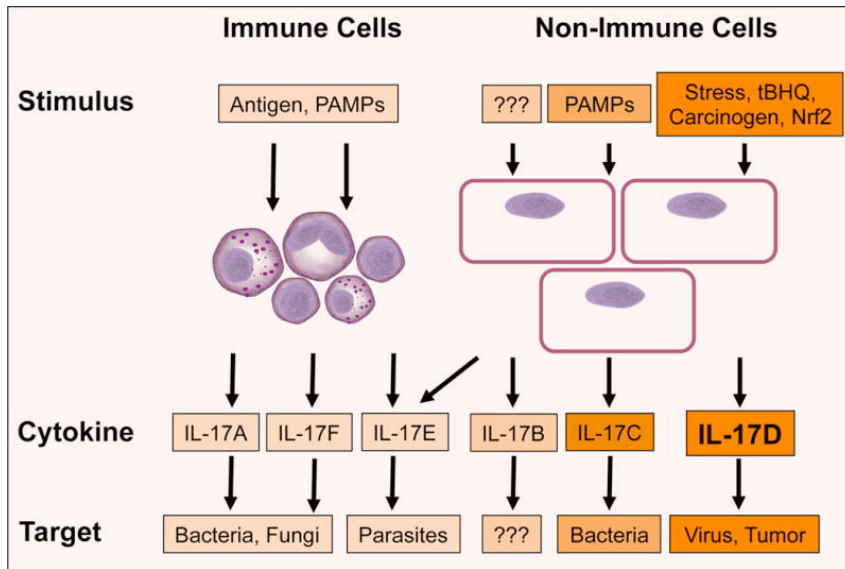 Immune Cells
Non-Immune Cells
Stimulus
Antigen, PAMPs
???
PAMPs
Stress, tBHQ,
Carcinogen, Nrf2
Cytokine
IL-17A
IL-17F
IL-17E
IL-17B
IL-17C
IL-17D
Target
Bacteria, Fungi
Parasites
???
Bacteria
Virus, Tumor